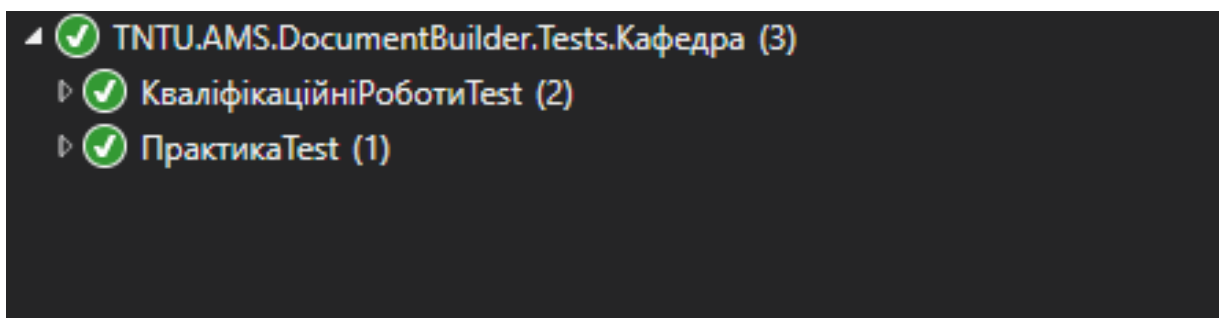 TNTU.AMS.DocumentBuilder.Tests.Кафедра (3)
КваліфікаційніРоботиTest (2)
ПрактикаTest (1)